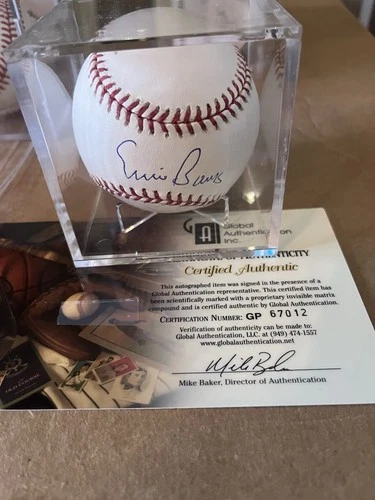 Ernie Banks
GA
Global
Authentication
Inc.
Certified Authentic
This autographed item was signed in the presence of a
Global Authentication representative. This certified item has
been scientifically marked with a proprietary invisible matrix
compound and is certified authentic by Global Authentication.
CERTIFICATION NUMBER: GP 67012
Verification of authenticity can be made to:
Global Authentication, LLC. at (949) 474-1557
www.globalauthentication.net
Mike Baker
Mike Baker, Director of Authentication